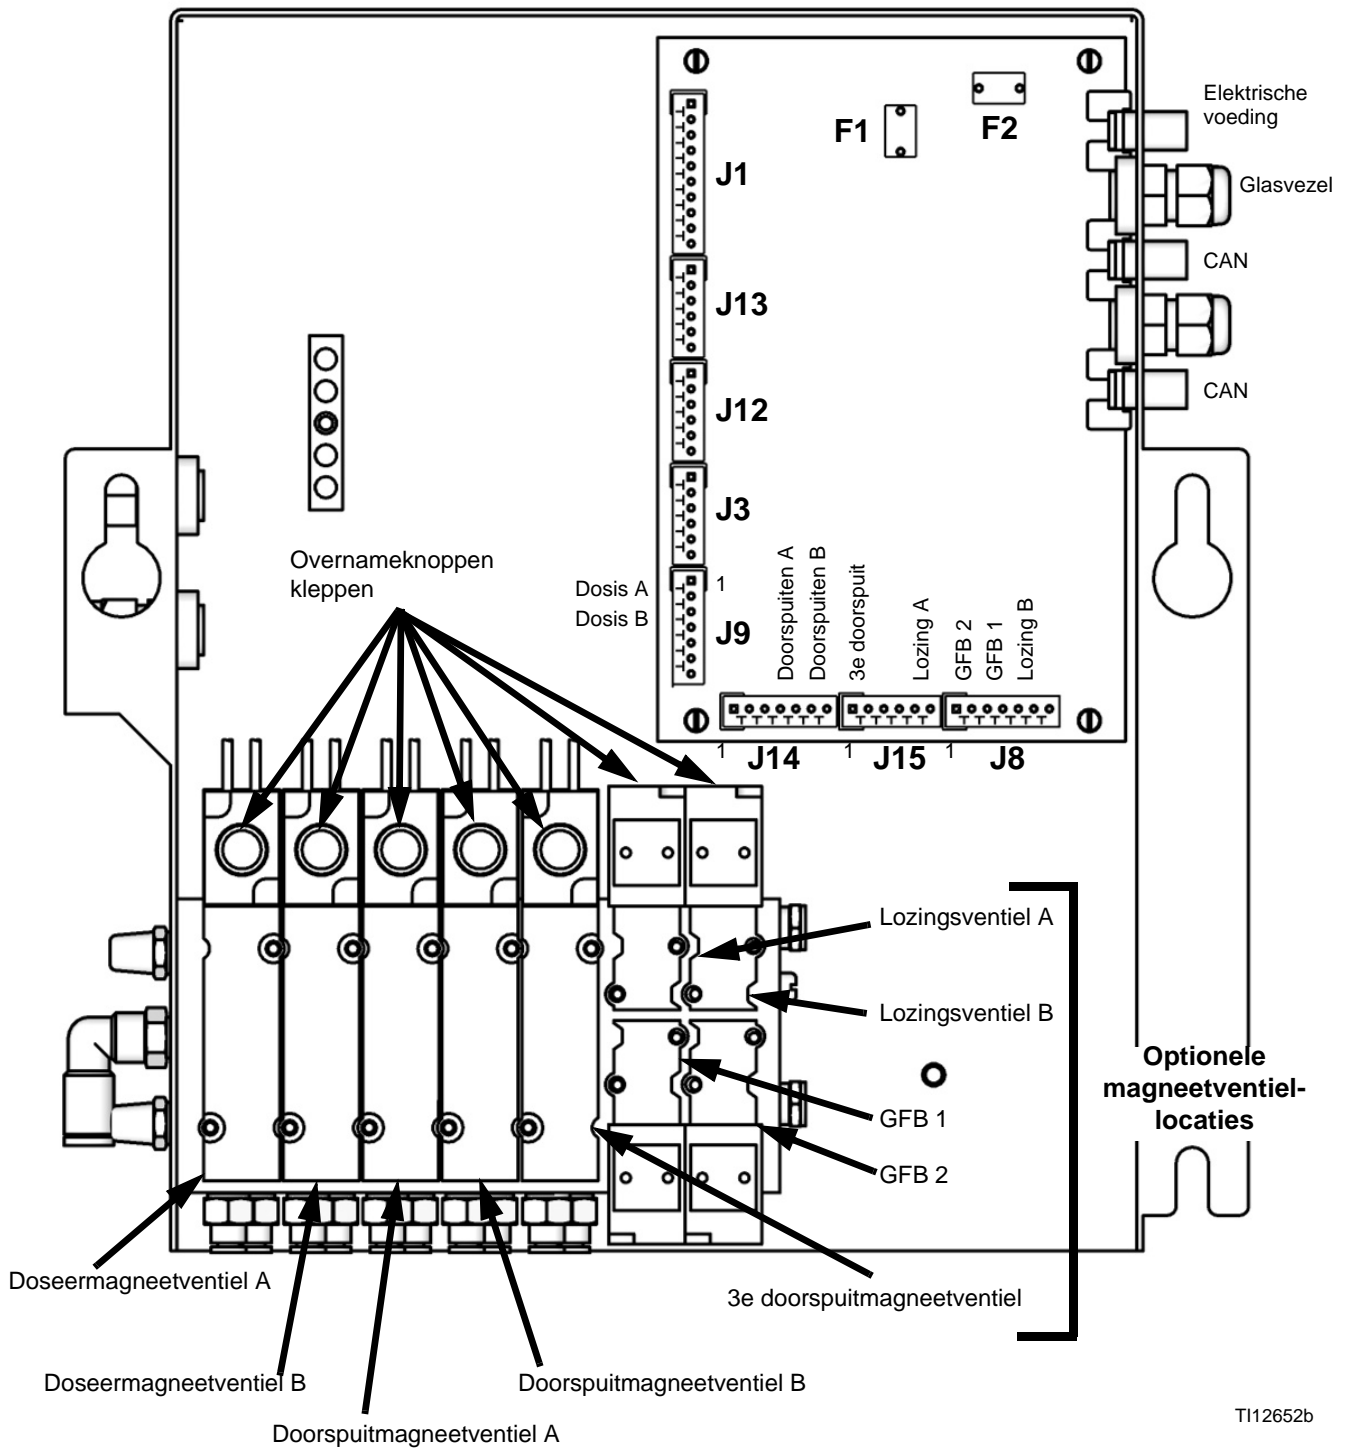 Elektrische
voeding
F1
F2
J1
Glasvezel
CAN
J13
CAN
J12
J3
Overnameknoppen
kleppen
Dosis A
Dosis B
1
J9
Doorspuiten A
Doorspuiten B
3e doorspuit
Lozing A
GFB 2
GFB 1
Lozing B
1
J14
1
J15
1
J8
Lozingsventiel A
Lozingsventiel B
Optionele
magneetventiel-
locaties
GFB 1
GFB 2
Doseermagneetventiel A
3e doorspuitmagneetventiel
Doseermagneetventiel B
Doorspuitmagneetventiel B
Doorspuitmagneetventiel A
TI12652b